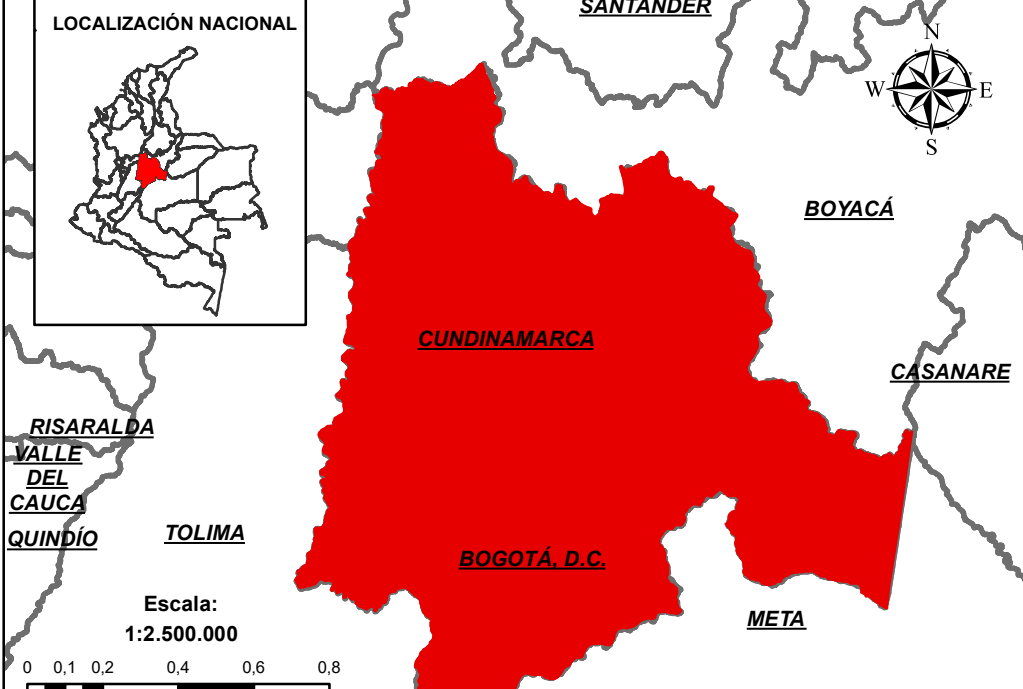 LOCALIZACIÓN NACIONAL
SANTANDER
N
W
E
S
BOYACÁ
CUNDINAMARCA
CASANARE
RISARALDA
VALLE
DEL
CAUCA
QUINDÍO
TOLIMA
BOGOTÁ, D.C.
META
Escala:
1:2.500.000
0 0,1 0,2 0,4 0,6 0,8